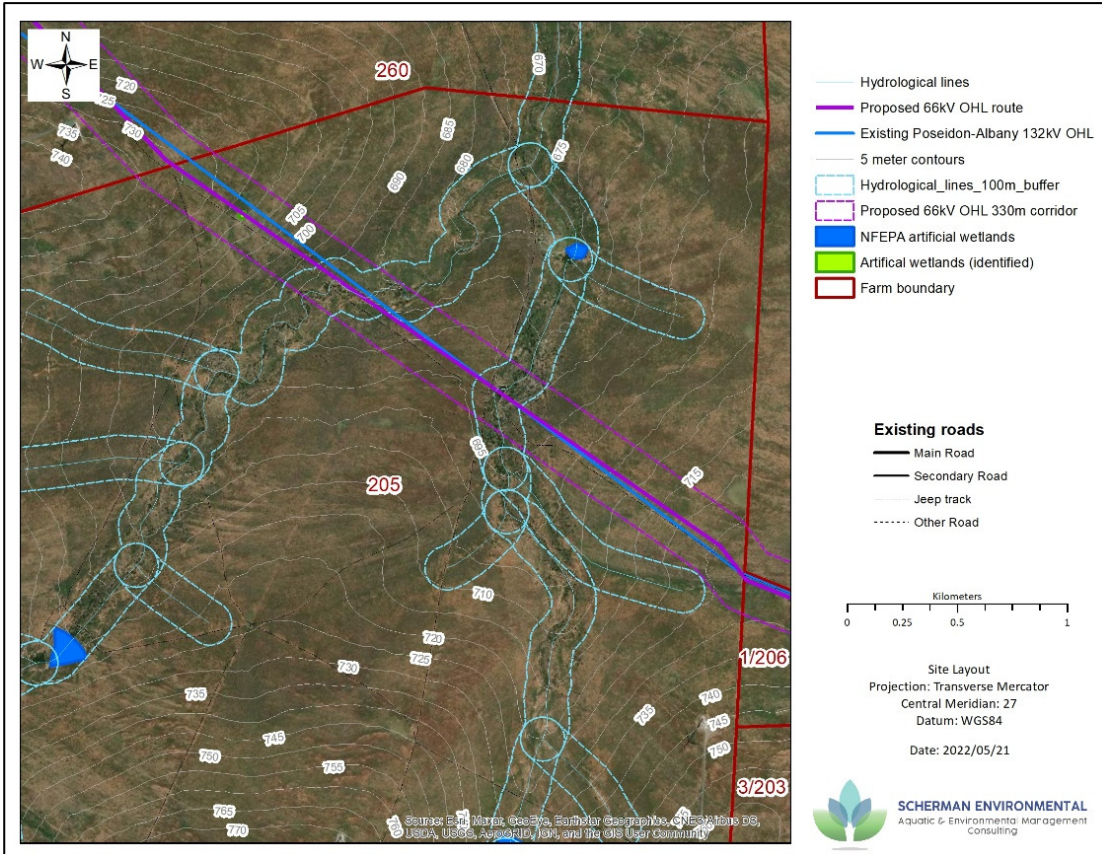 N
W E
S
260
670
720
725
730
735
740
685
680
675
690
705
700
695
205
715
710
720
725
730
735
745
750
755
765
770
760
740
735
745
750
1/206
3/203
Source: Esri, Maxar, GeoEye, Earthstar Geographics, CNES/Airbus DS,
USDA, USGS, AeroGRID, IGN, and the GIS User Community
Hydrological lines
Proposed 66kV OHL route
Existing Poseidon-Albany 132kV OHL
5 meter contours
Hydrological_lines_100m_buffer
Proposed 66kV OHL 330m corridor
NFEPA artificial wetlands
Artifical wetlands (identified)
Farm boundary
Existing roads
Main Road
Secondary Road
Jeep track
Other Road
Kilometers
0 0.25 0.5 1
Site Layout
Projection: Transverse Mercator
Central Meridian: 27
Datum: WGS84
Date: 2022/05/21
SCHERMAN ENVIRONMENTAL
Aquatic & Environmental Management
Consulting